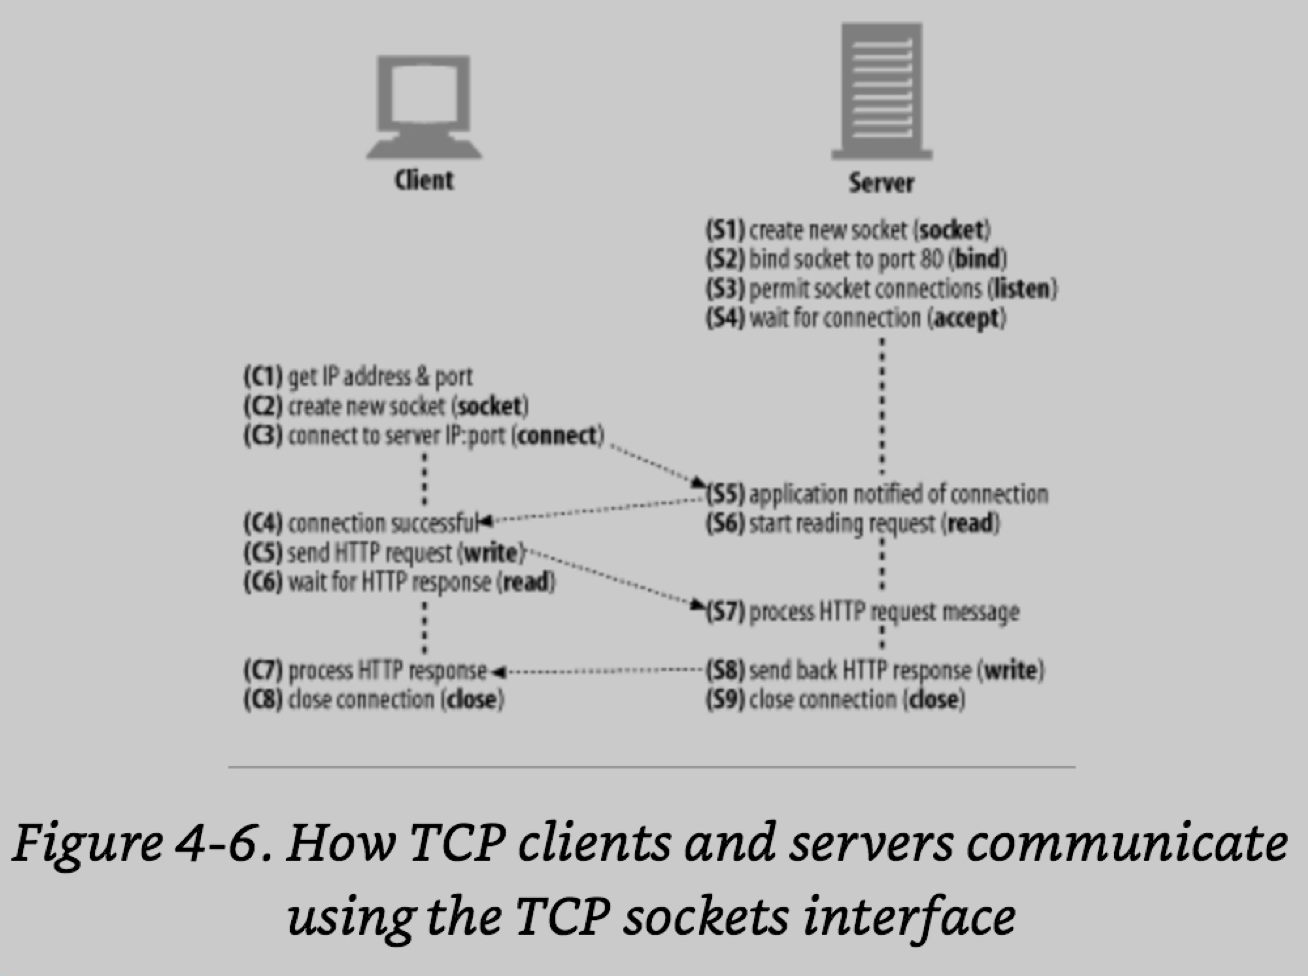 Client
Server
(S1) create new socket (socket)
(S2) bind socket to port 80 (bind)
(S3) permit socket connections (listen)
(S4) wait for connection (accept)
(C1) get IP address & port
(C2) create new socket (socket)
(C3) connect to server IP:port (connect)
(S5) application notified of connection
(C4) connection successful
(S6) start reading request (read)
(C5) send HTTP request (write)
(C6) wait for HTTP response (read)
(S7) process HTTP request message
(C7) process HTTP response
(S8) send back HTTP response (write)
(C8) close connection (close)
(S9) close connection (close)
Figure 4-6. How TCP clients and servers communicate
using the TCP sockets interface